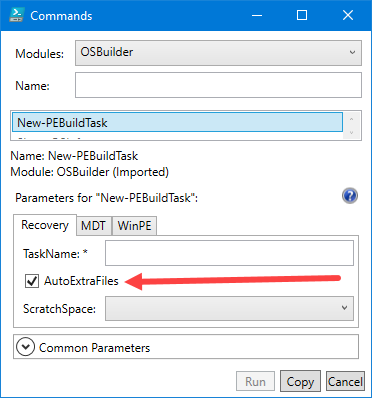 Commands
Modules: OSBuilder
Name:
New-PEBuildTask
Name: New-PEBuildTask
Module: OSBuilder (Imported)
Parameters for "New-PEBuildTask": ?
Recovery MDT WinPE
TaskName: *
AutoExtraFiles
ScratchSpace:
Common Parameters
Run Copy Cancel